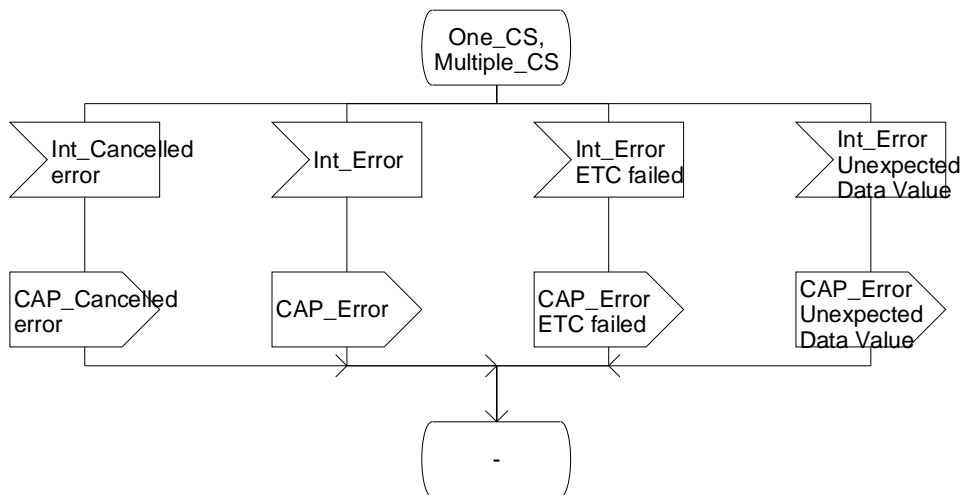 One_CS,
Multiple_CS
Int_Cancelled
error
Int_Error
Int_Error
ETC failed
Int_Error
Unexpected
Data Value
CAP_Cancelled
error
CAP_Error
CAP_Error
ETC failed
CAP_Error
Unexpected
Data Value
-